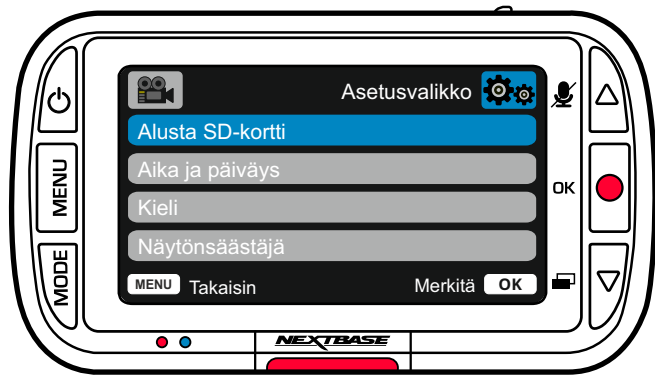 Asetusvalikko
Alusta SD-kortti
Aika ja päiväys
Kieli
Näytönsäästäjä
MENU Takaisin Merkitä OK
MENU
MODE
OK
NEXTBASE